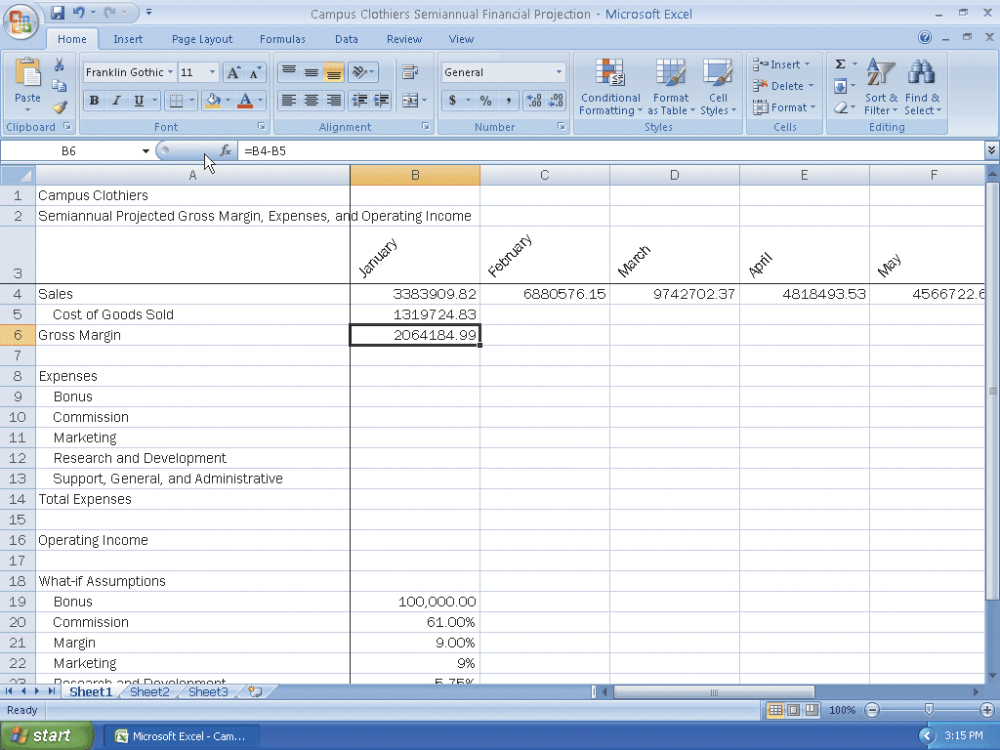 Campus Clothiers Semiannual Financial Projection - Microsoft Excel
Home Insert Page Layout Formulas Data Review View
Paste
Franklin Gothic 11 A A
General
Conditional Formatting
Format as Table
Cell Styles
Insert
Delete
Format
Σ
Sort & Filter
Find & Select
B I U A
$ % ,
Clipboard Font Alignment Number Styles Cells Editing
B6 fx =B4-B5
A B C D E F
1 Campus Clothiers
2 Semiannual Projected Gross Margin, Expenses, and Operating Income
3 January February March April May
4 Sales 3383909.82 6880576.15 9742702.37 4818493.53 4566722.6
5 Cost of Goods Sold 1319724.83
6 Gross Margin 2064184.99
7
8 Expenses
9 Bonus
10 Commission
11 Marketing
12 Research and Development
13 Support, General, and Administrative
14 Total Expenses
15
16 Operating Income
17
18 What-if Assumptions
19 Bonus 100,000.00
20 Commission 61.00%
21 Margin 9.00%
22 Marketing 9%
23 Research and Development 5.75%
Sheet1 Sheet2 Sheet3
Ready 100%
start Microsoft Excel - Cam... 3:15 PM